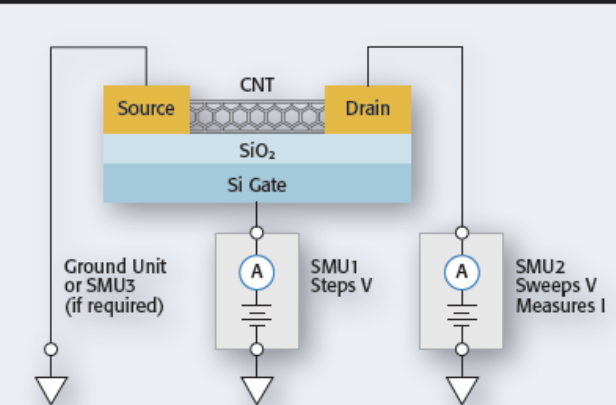 CNT
Source
Drain
SiO₂
Si Gate
Ground Unit
or SMU3
(if required)
A
SMU1
Steps V
A
SMU2
Sweeps V
Measures I